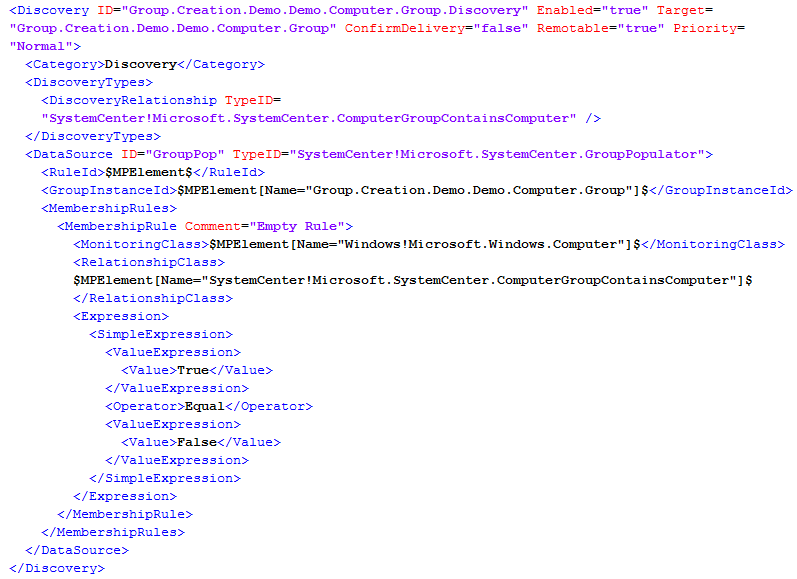 <Discovery ID="Group.Creation.Demo.Demo.Computer.Group.Discovery" Enabled="true" Target=
"Group.Creation.Demo.Demo.Computer.Group" ConfirmDelivery="false" Remotable="true" Priority=
"Normal">
<Category>Discovery</Category>
<DiscoveryTypes>
<DiscoveryRelationship TypeID=
"SystemCenter!Microsoft.SystemCenter.ComputerGroupContainsComputer" />
</DiscoveryTypes>
<DataSource ID="GroupPop" TypeID="SystemCenter!Microsoft.SystemCenter.GroupPopulator">
<RuleId>$MPElement$</RuleId>
<GroupInstanceId>$MPElement[Name="Group.Creation.Demo.Demo.Computer.Group"]$</GroupInstanceId>
<MembershipRules>
<MembershipRule Comment="Empty Rule">
<MonitoringClass>$MPElement[Name="Windows!Microsoft.Windows.Computer"]$</MonitoringClass>
<RelationshipClass>
$MPElement[Name="SystemCenter!Microsoft.SystemCenter.ComputerGroupContainsComputer"]$
</RelationshipClass>
<Expression>
<SimpleExpression>
<ValueExpression>
<Value>True</Value>
</ValueExpression>
<Operator>Equal</Operator>
<ValueExpression>
<Value>False</Value>
</ValueExpression>
</SimpleExpression>
</Expression>
</MembershipRule>
</MembershipRules>
</DataSource>
</Discovery>